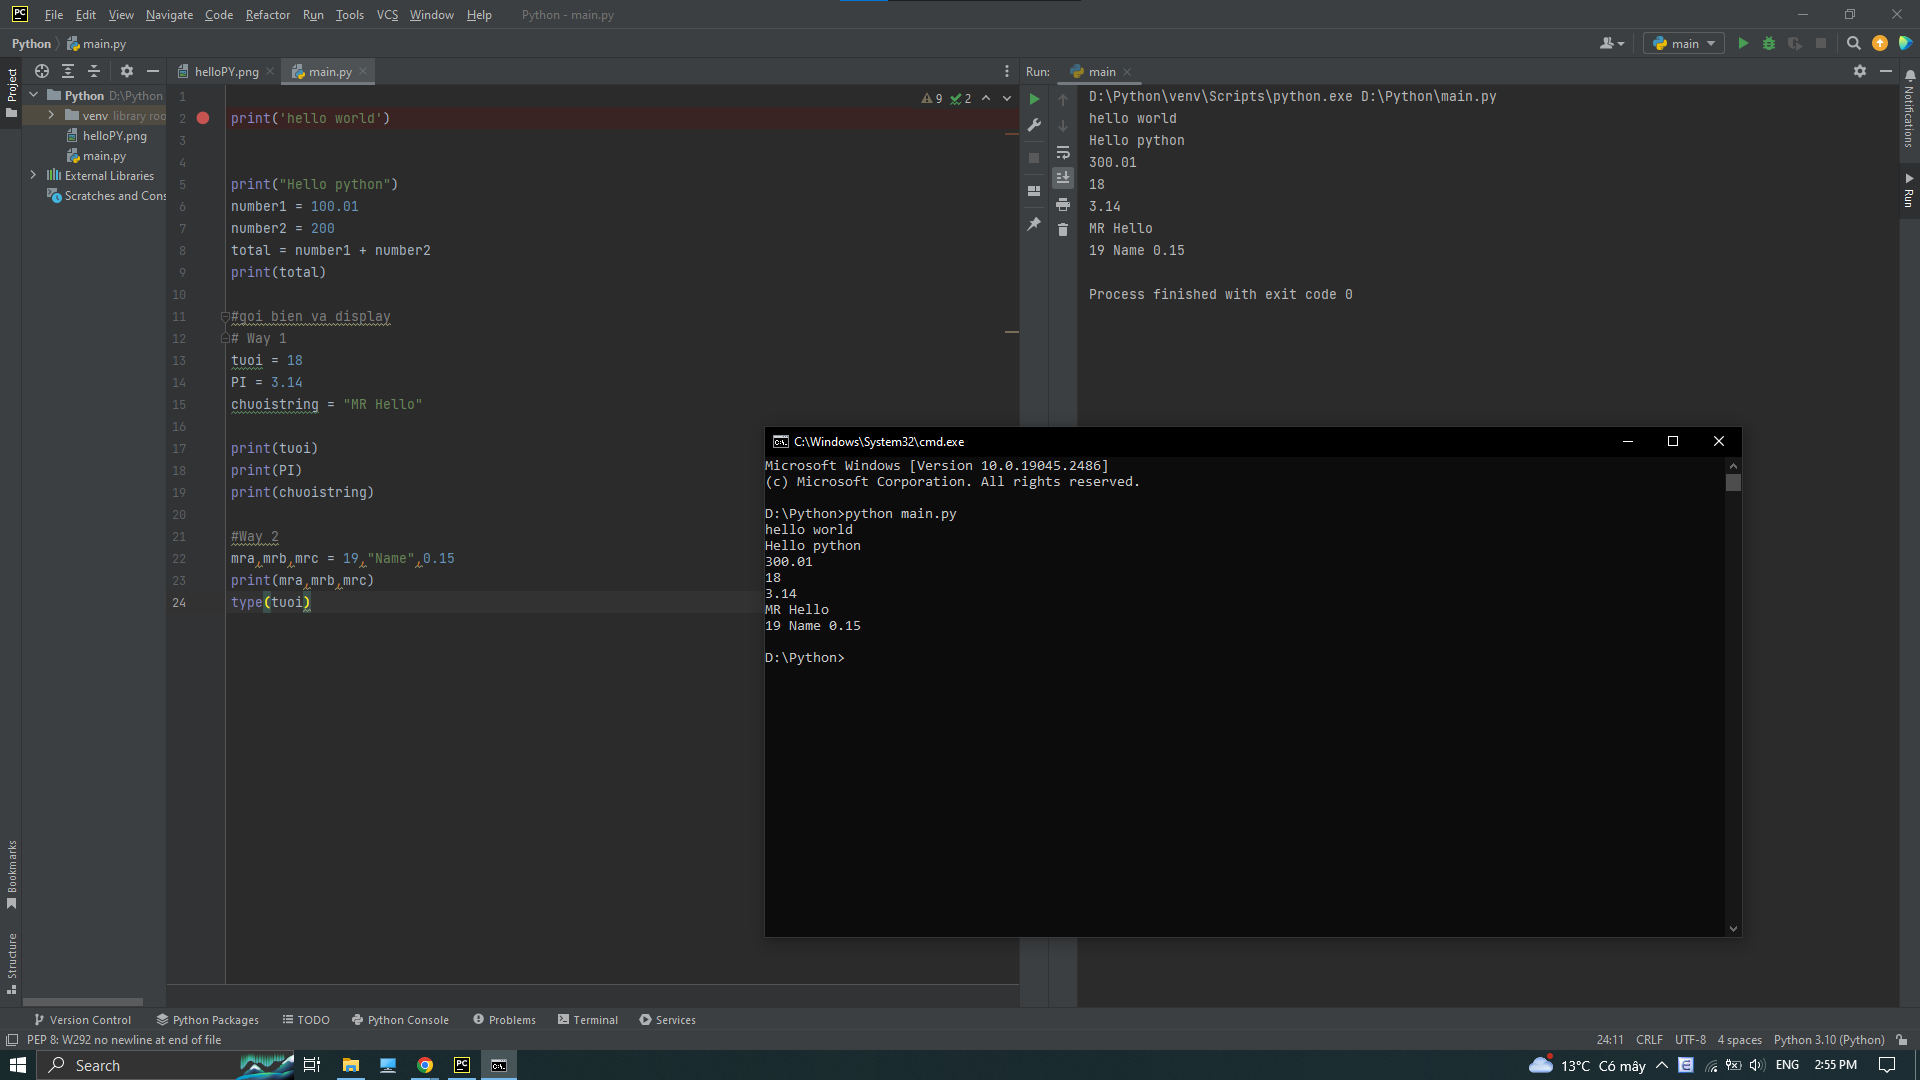 PC File Edit View Navigate Code Refactor Run Tools VCS Window Help Python - main.py
Python main.py
main
Project
helloPY.png
main.py
Run: main
Python D:\Python
venv library roo
helloPY.png
main.py
External Libraries
Scratches and Cons
9 2
1
2 print('hello world')
3
4
5 print("Hello python")
6 number1 = 100.01
7 number2 = 200
8 total = number1 + number2
9 print(total)
10
11 #goi bien va display
12 # Way 1
13 tuoi = 18
14 PI = 3.14
15 chuoistring = "MR Hello"
16
17 print(tuoi)
18 print(PI)
19 print(chuoistring)
20
21 #Way 2
22 mra,mrb,mrc = 19,"Name",0.15
23 print(mra,mrb,mrc)
24 type(tuoi)
D:\Python\venv\Scripts\python.exe D:\Python\main.py
hello world
Hello python
300.01
18
3.14
MR Hello
19 Name 0.15
Process finished with exit code 0
Notifications
Run
C:\Windows\System32\cmd.exe
Microsoft Windows [Version 10.0.19045.2486]
(c) Microsoft Corporation. All rights reserved.
D:\Python>python main.py
hello world
Hello python
300.01
18
3.14
MR Hello
19 Name 0.15
D:\Python>
Bookmarks
Structure
Version Control Python Packages TODO Python Console Problems Terminal Services
PEP 8: W292 no newline at end of file
24:11 CRLF UTF-8 4 spaces Python 3.10 (Python)
Search
PC
13°C Có mây ENG 2:55 PM